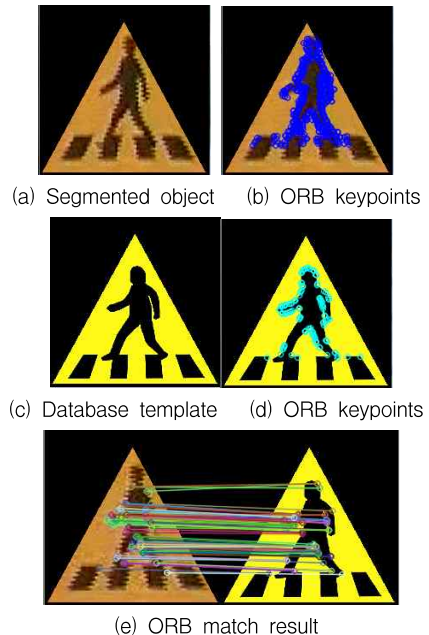 (a) Segmented object (b) ORB keypoints
(c) Database template (d) ORB keypoints
(e) ORB match result